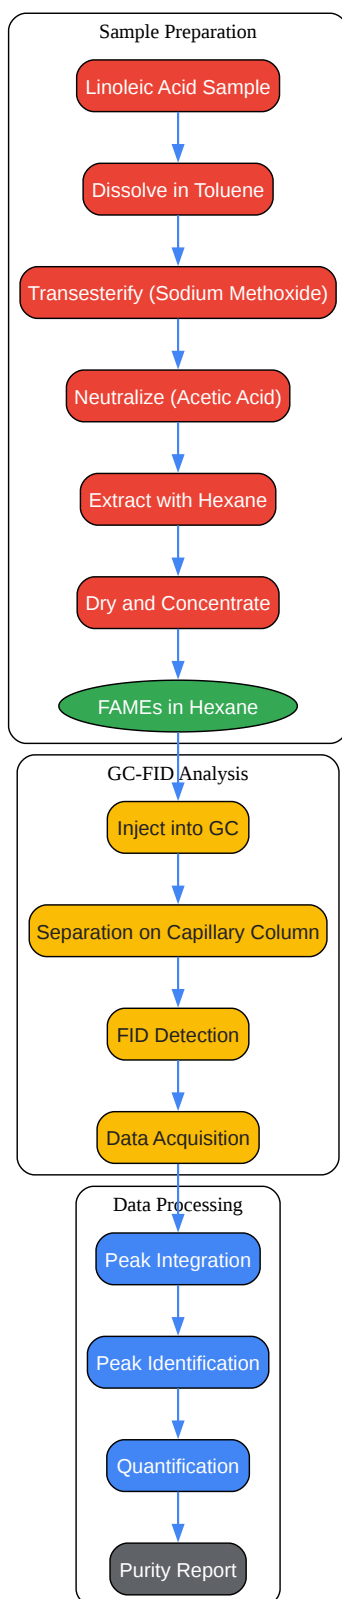 Sample Preparation
Linoleic Acid Sample
Dissolve in Toluene
Transesterify (Sodium Methoxide)
Neutralize (Acetic Acid)
Extract with Hexane
Dry and Concentrate
FAMEs in Hexane
GC-FID Analysis
Inject into GC
Separation on Capillary Column
FID Detection
Data Acquisition
Data Processing
Peak Integration
Peak Identification
Quantification
Purity Report